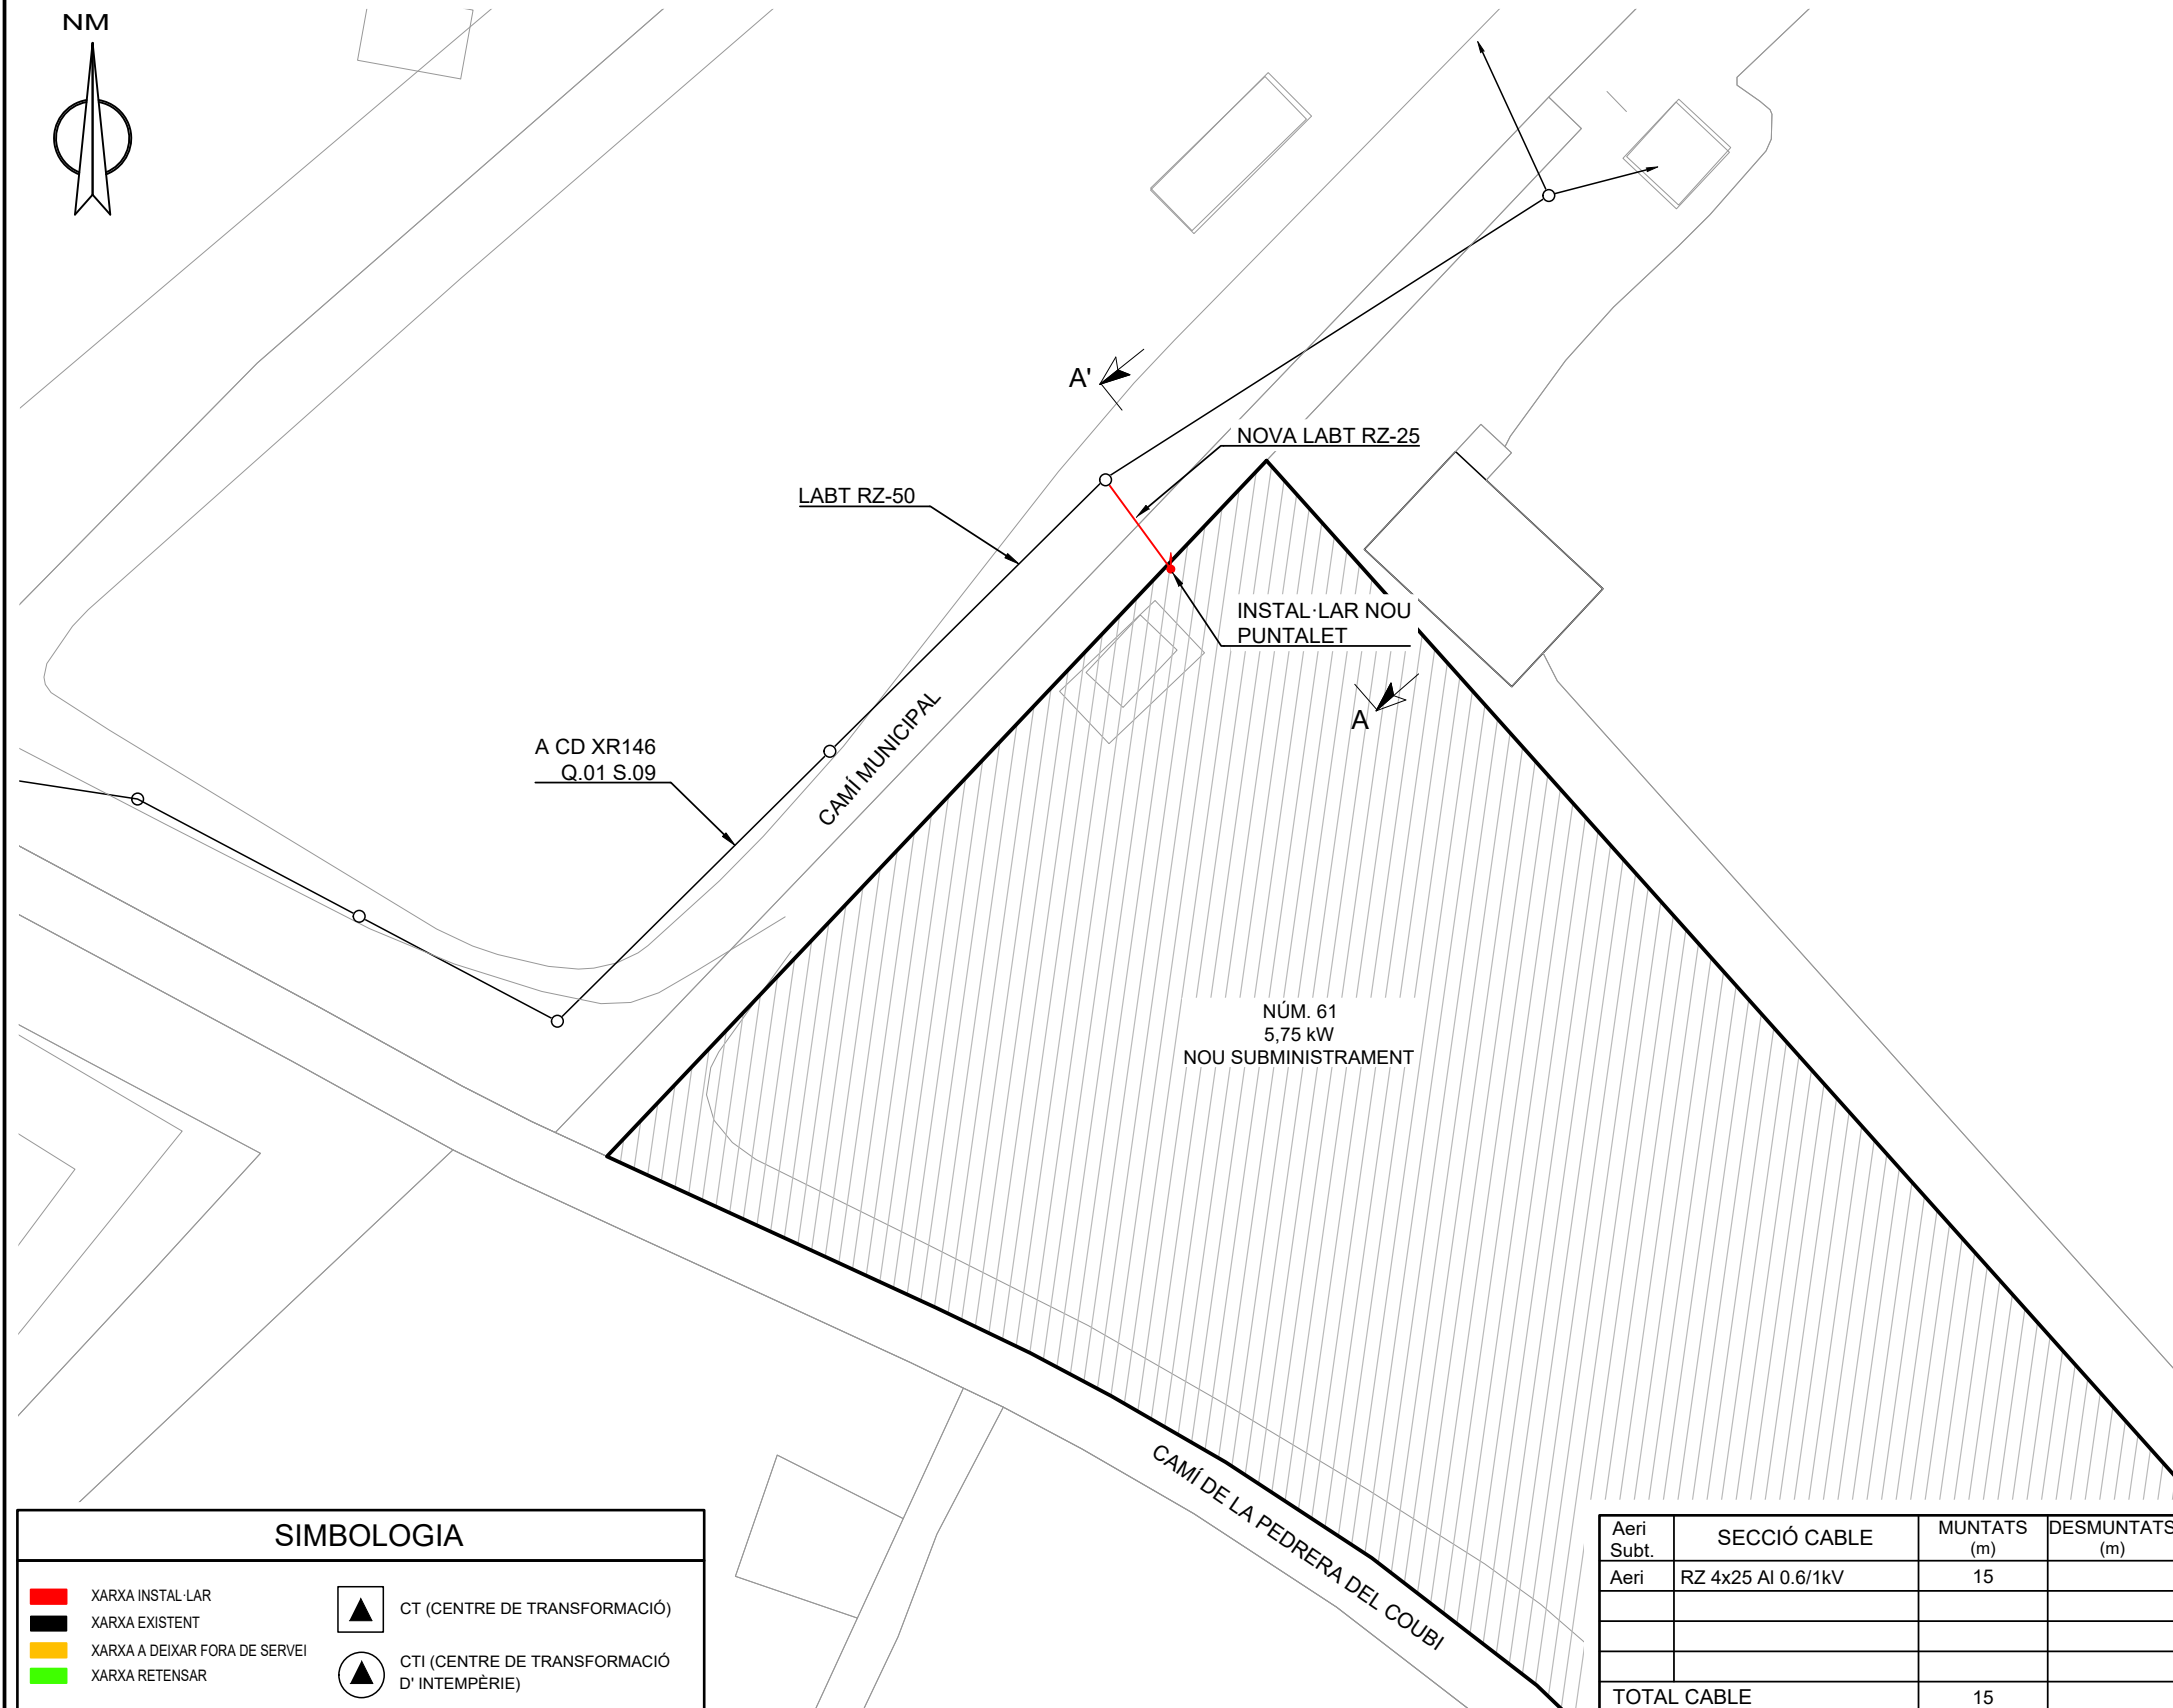 NM
A'
NOVA LABT RZ-25
LABT RZ-50
INSTAL·LAR NOU
PUNTALET
A
CAMÍ MUNICIPAL
A CD XR146
Q.01 S.09
NÚM. 61
5,75 kW
NOU SUBMINISTRAMENT
CAMÍ DE LA PEDRERA DEL COUBI
SIMBOLOGIA
XARXA INSTAL·LAR
XARXA EXISTENT
XARXA A DEIXAR FORA DE SERVEI
XARXA RETENSAR
CT (CENTRE DE TRANSFORMACIÓ)
CTI (CENTRE DE TRANSFORMACIÓ
D' INTEMPÈRIE)
Aeri
Subt.
SECCIÓ CABLE
MUNTATS
(m)
DESMUNTATS
(m)
Aeri RZ 4x25 Al 0.6/1kV 15
TOTAL CABLE 15